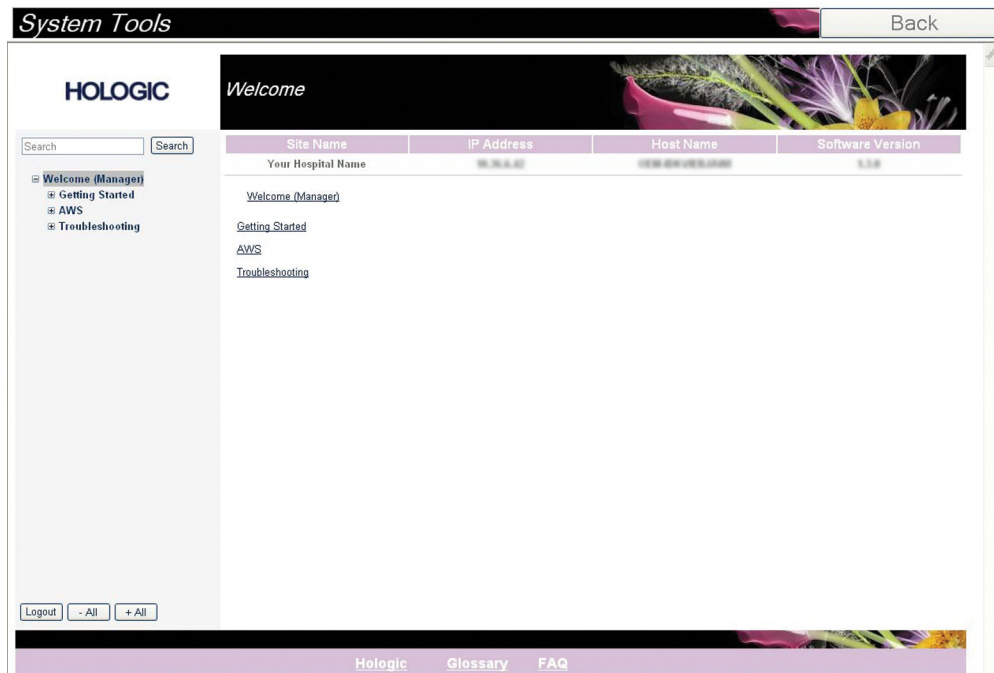 System Tools
Back
HOLOGIC
Welcome
Search
Search
Site Name
IP Address
Host Name
Software Version
Your Hospital Name
Welcome (Manager)
Getting Started
AWS
Troubleshooting
Welcome (Manager)
Getting Started
AWS
Troubleshooting
Logout
- All
+ All
Hologic
Glossary
FAQ